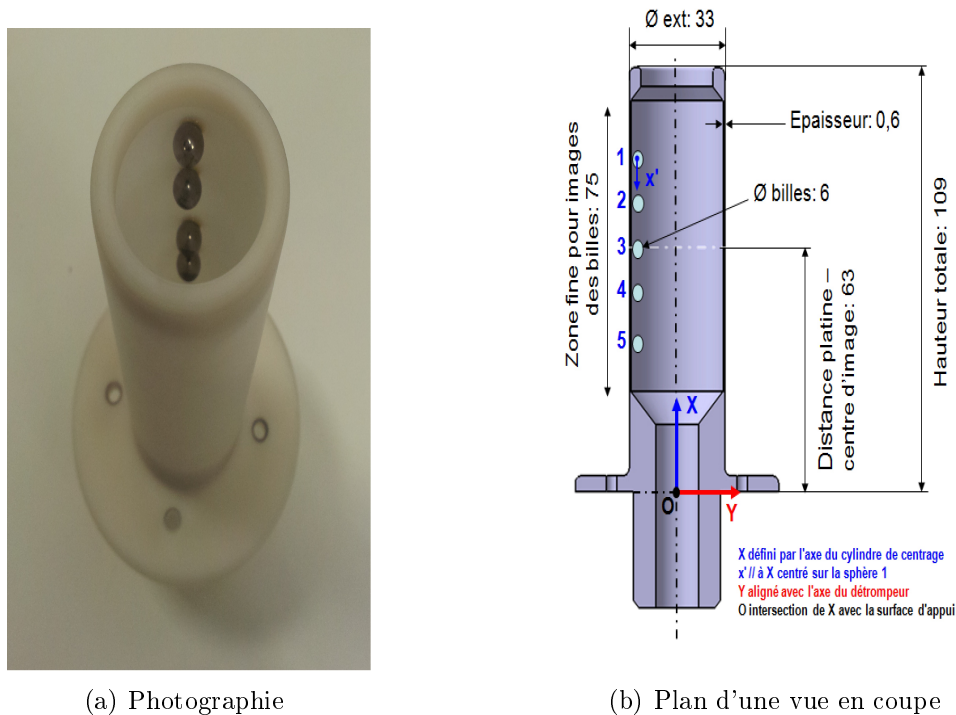 Ø ext: 33
Epaisseur: 0,6
Zone fine pour images
des billes: 75
1
x'
2
Ø billes: 6
3
4
5
Distance platine –
centre d'image: 63
Hauteur totale: 109
X
O
Y
X défini par l'axe du cylindre de centrage
x' // à X centré sur la sphère 1
Y aligné avec l'axe du détrompeur
O intersection de X avec la surface d'appui
(a) Photographie
(b) Plan d'une vue en coupe